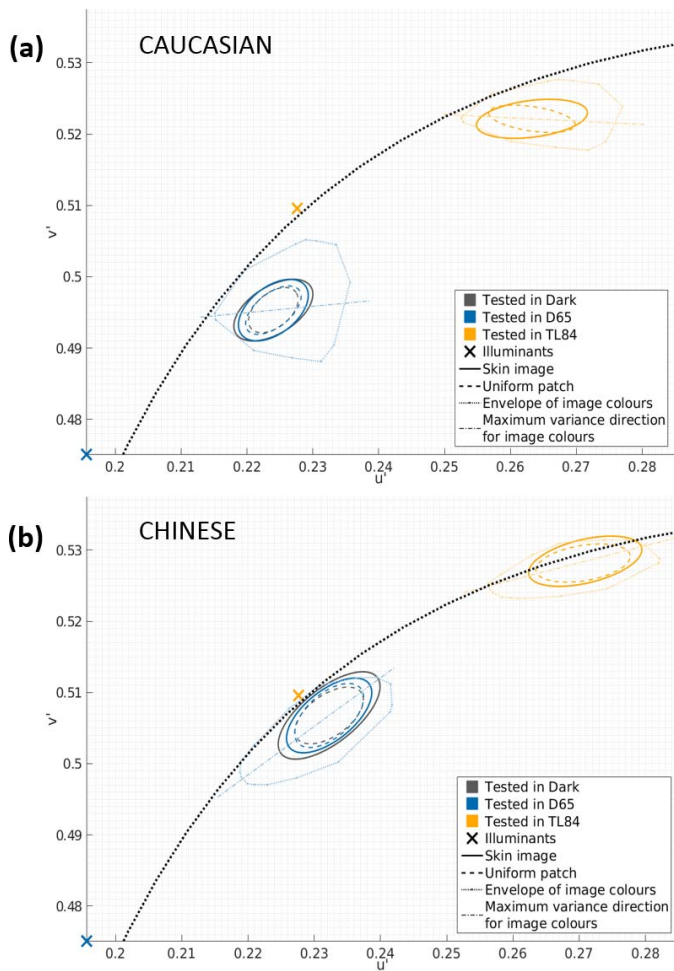 (a)
CAUCASIAN
0.53
0.52
0.51
0.5
0.49
0.48
v'
Tested in Dark
Tested in D65
Tested in TL84
Illuminants
Skin image
Uniform patch
Envelope of image colours
Maximum variance direction
for image colours
0.2 0.21 0.22 0.23 0.24 0.25 0.26 0.27 0.28
u'
(b)
CHINESE
0.53
0.52
0.51
0.5
0.49
0.48
v'
Tested in Dark
Tested in D65
Tested in TL84
Illuminants
Skin image
Uniform patch
Envelope of image colours
Maximum variance direction
for image colours
0.2 0.21 0.22 0.23 0.24 0.25 0.26 0.27 0.28
u'